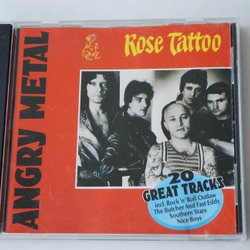 ANGRY METAL
Rose Tattoo
20
GREAT TRACKS
incl. Rock 'n' Roll Outlaw
The Butcher And Fast Eddy
Southern Stars
Nice Boys